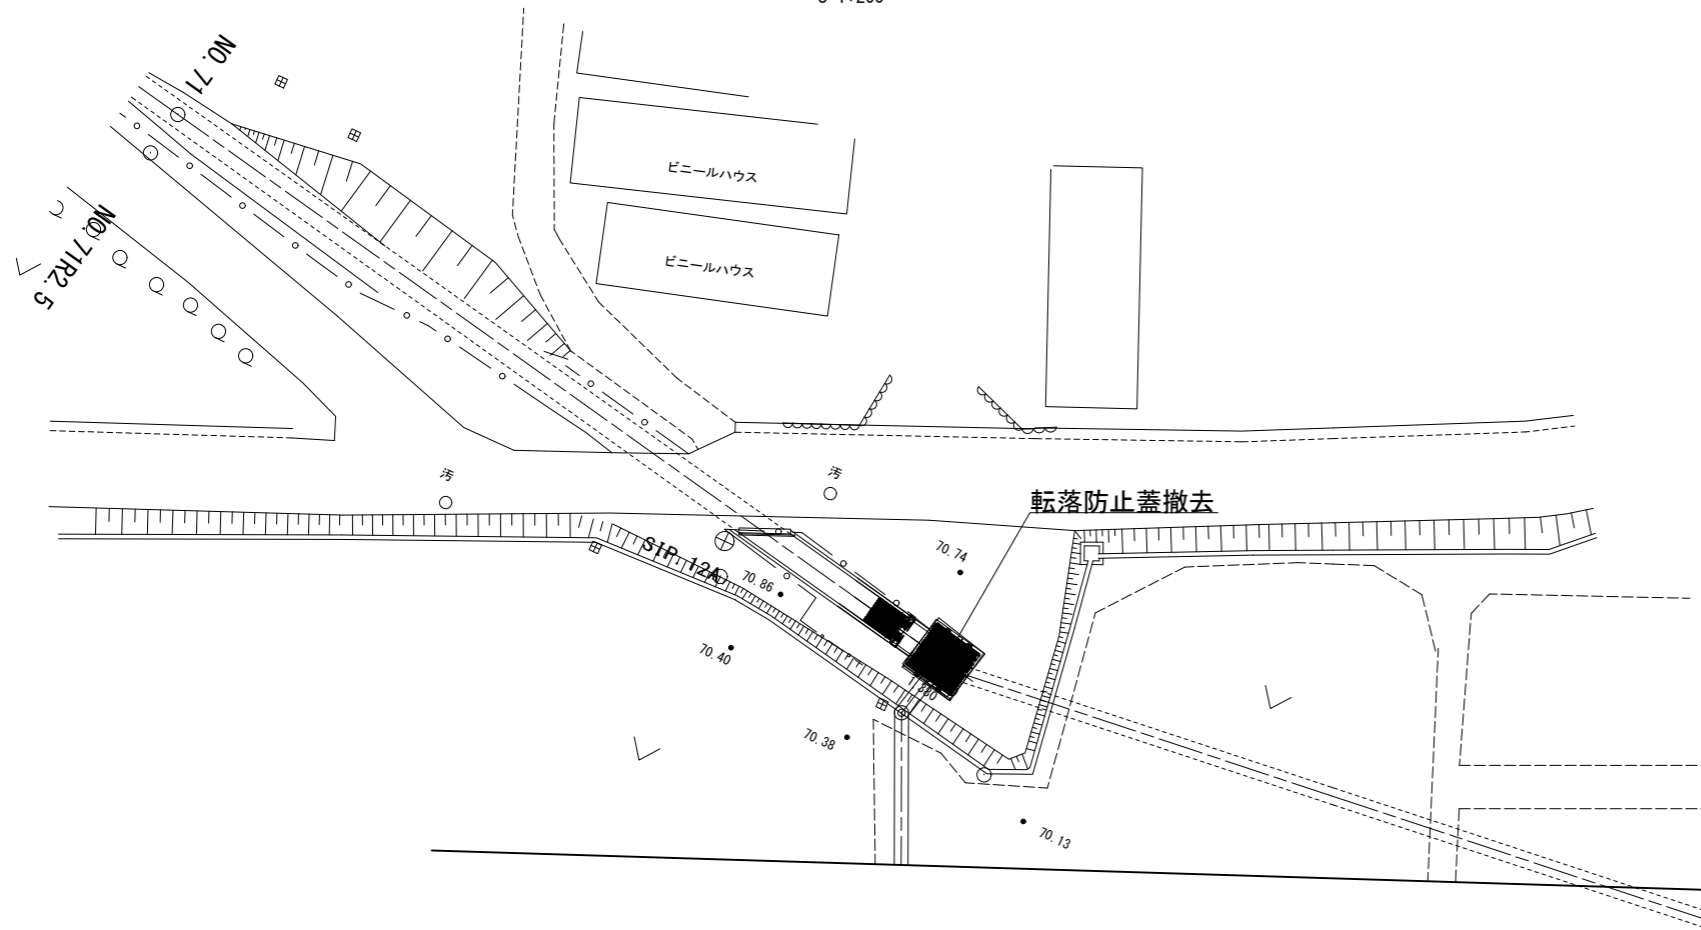 NO. 71
ビニールハウス
NO. 71R2. 5
ビニールハウス
汚
汚
転落防止蓋撤去
SIP. 12A
70. 74
70. 86
70. 40
70. 38
70. 13